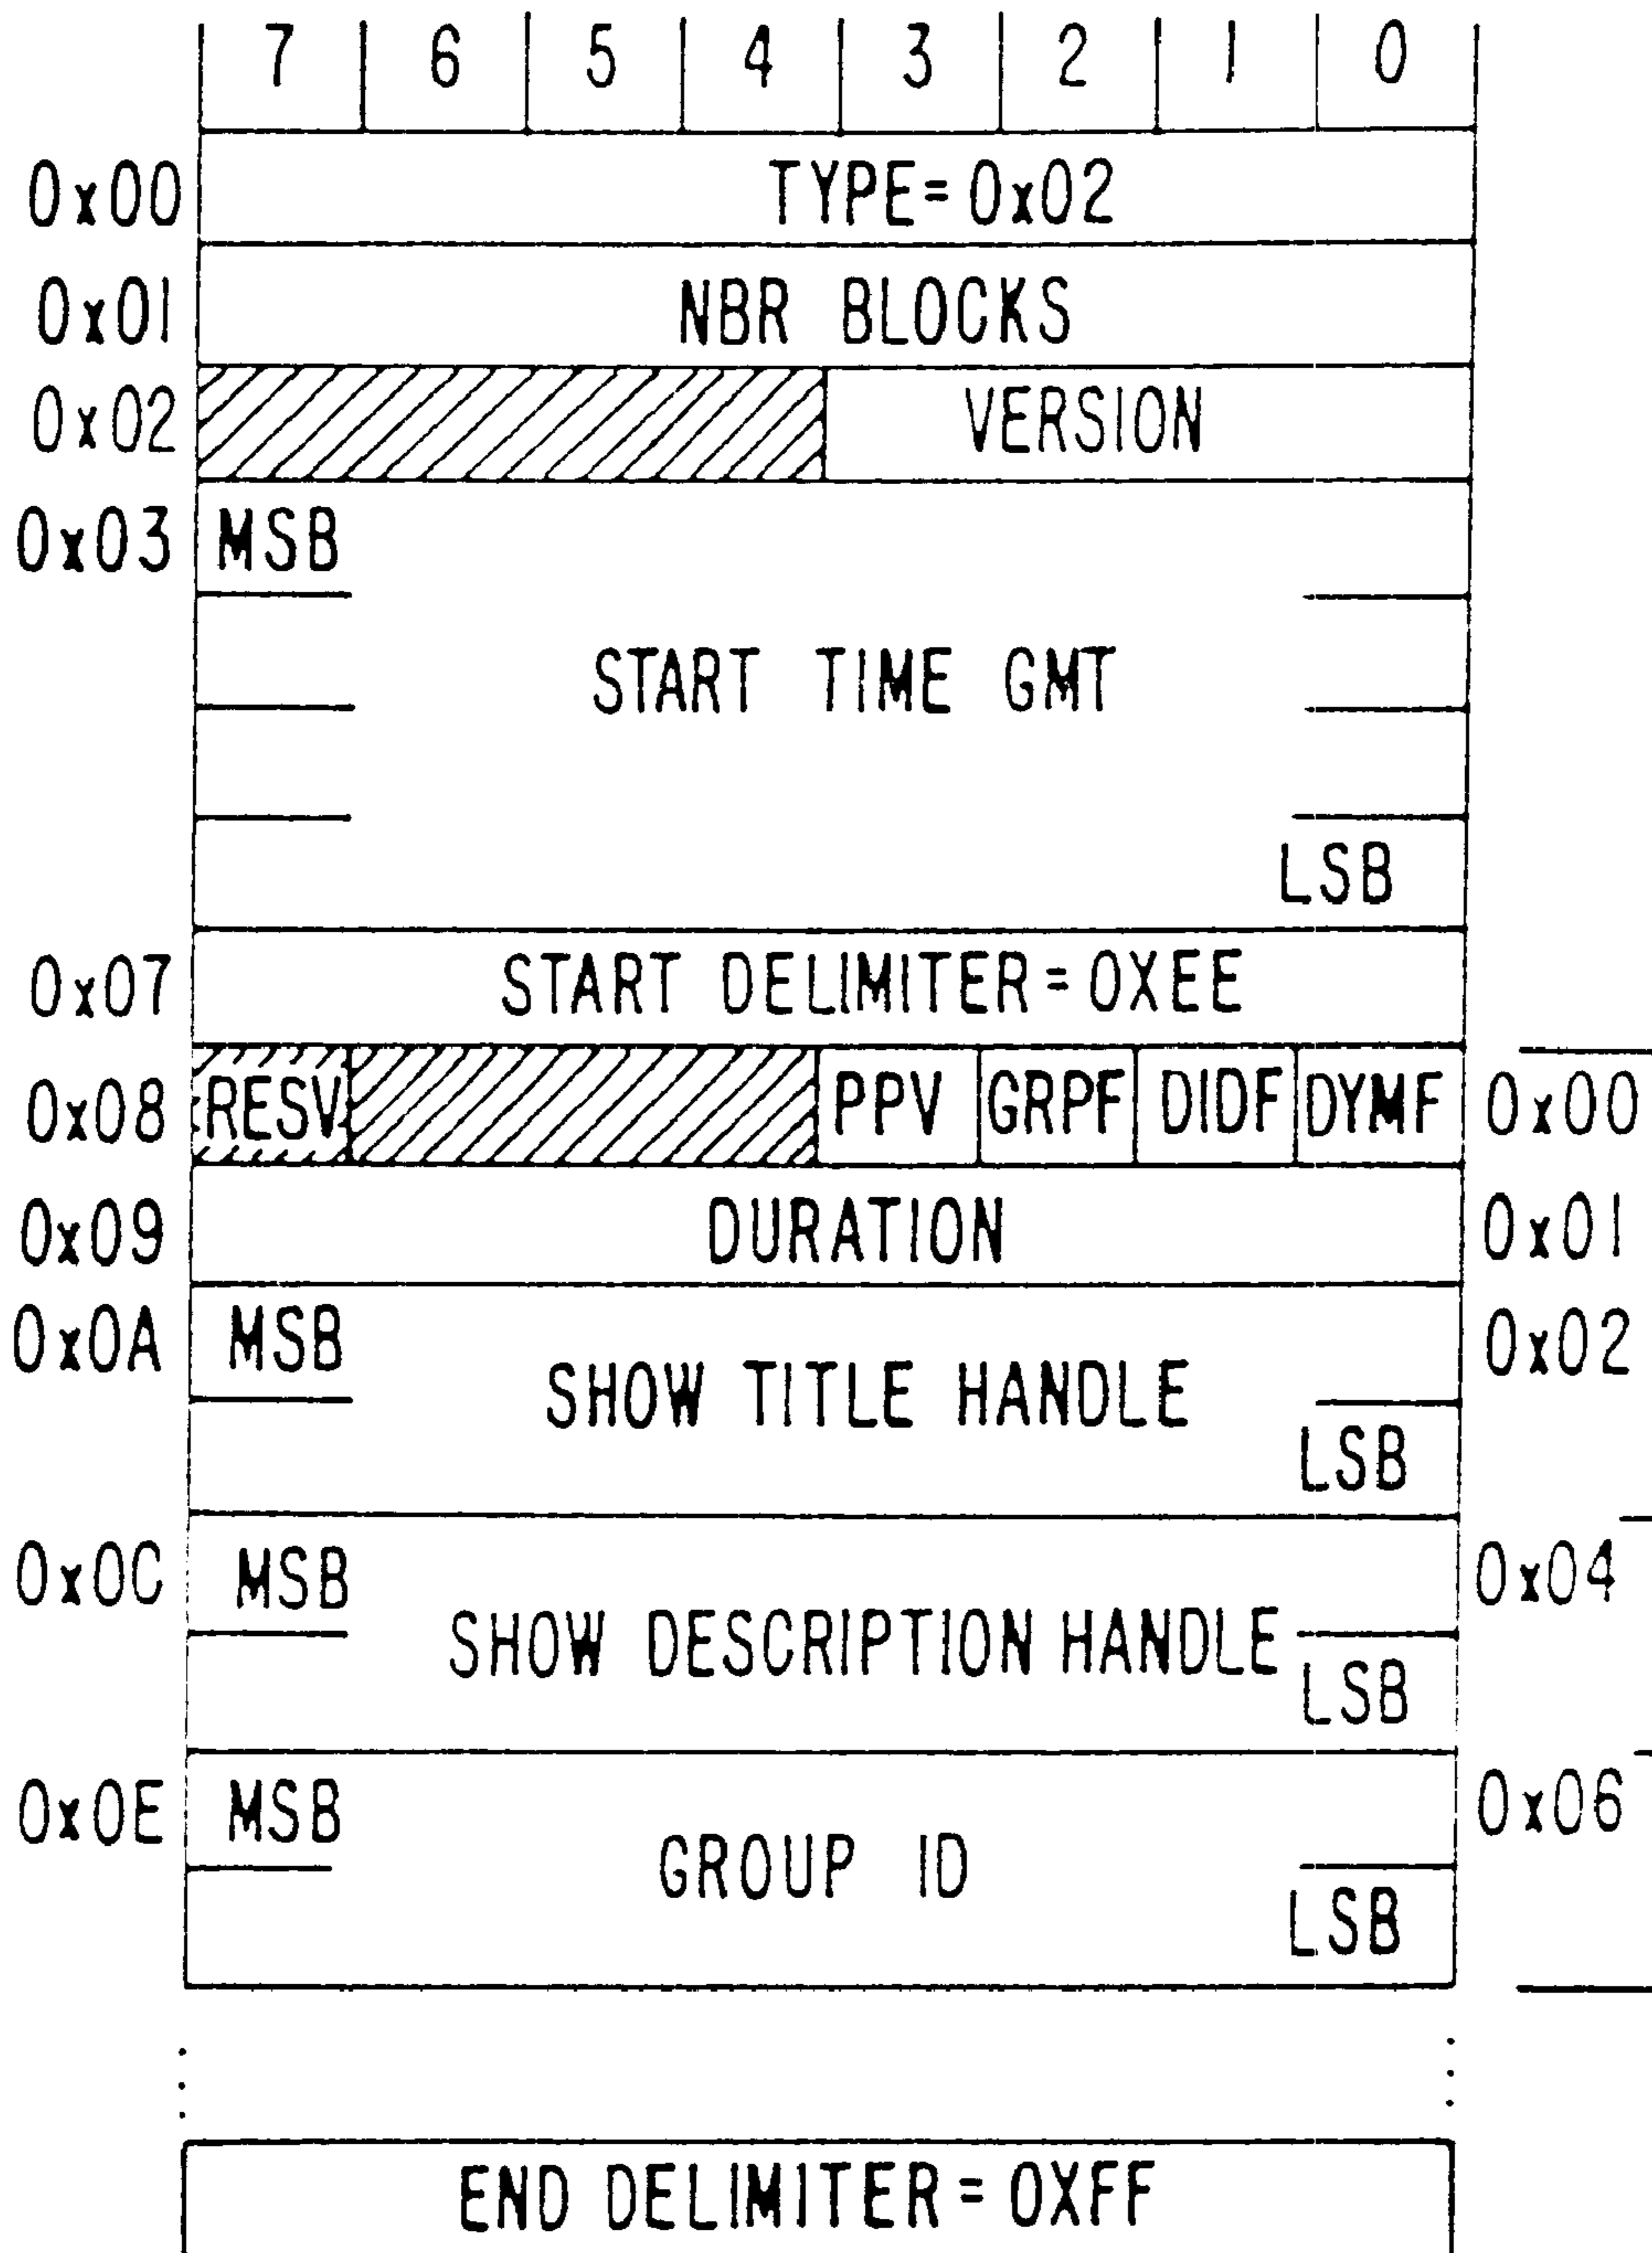 7 6 5 4 3 2 1 0
0x00 TYPE=0x02
0x01 NBR BLOCKS
0x02 VERSION
0x03 MSB
START TIME GMT
LSB
0x07 START DELIMITER=0XEE
0x08 RESV PPV GRPF DIDF DYMF 0x00
0x09 DURATION 0x01
0x0A MSB 0x02
SHOW TITLE HANDLE
LSB
0x0C MSB 0x04
SHOW DESCRIPTION HANDLE
LSB
0x0E MSB 0x06
GROUP ID
LSB
END DELIMITER=0XFF